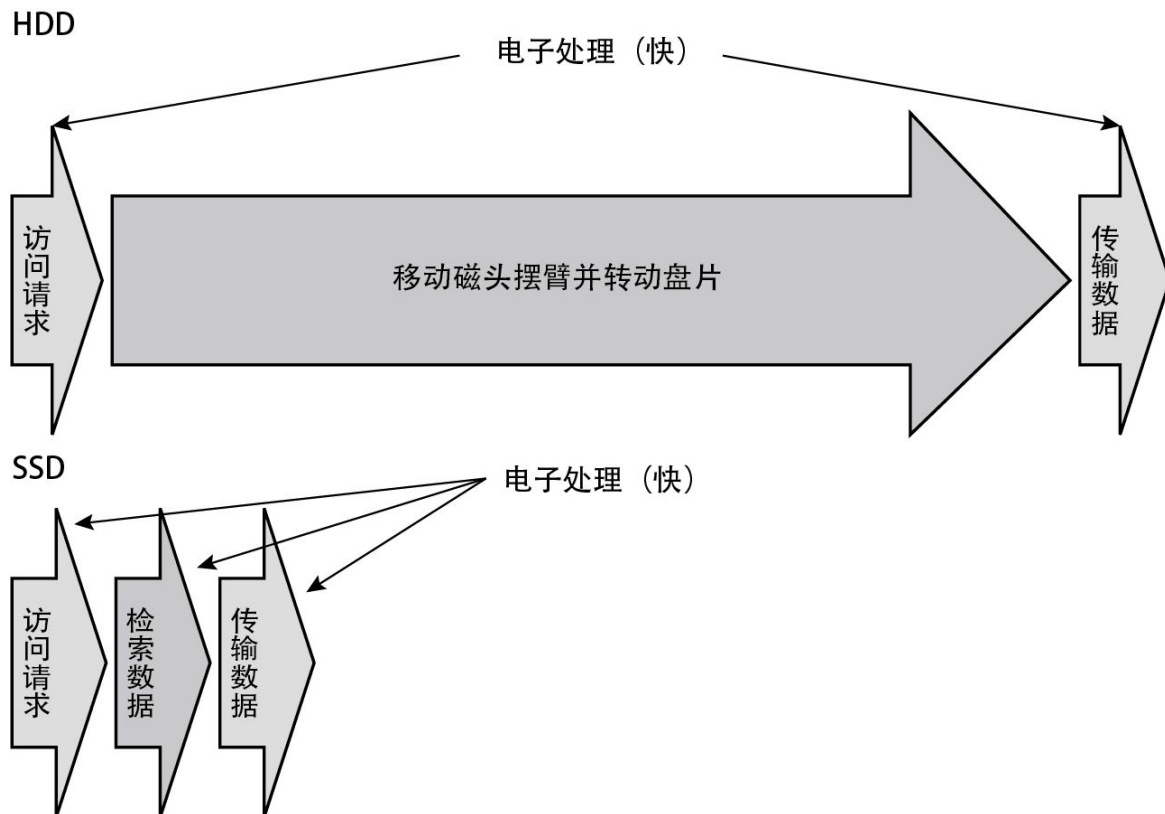 HDD
电子处理（快）
访问请求
移动磁头摆臂并转动盘片
传输数据
SSD
电子处理（快）
访问请求
检索数据
传输数据